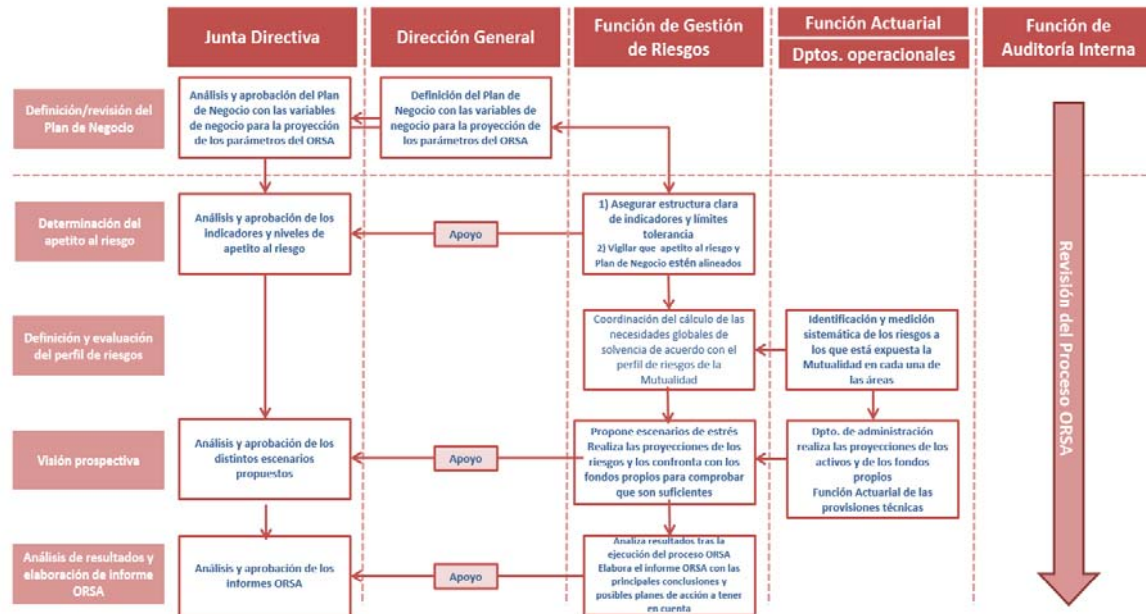 Junta Directiva
Dirección General
Función de Gestión
de Riesgos
Función Actuarial
Dptos. operacionales
Función de
Auditoría Interna
Definición/revisión del
Plan de Negocio
Análisis y aprobación del Plan
de Negocio con las variables
de negocio para la proyección
de los parámetros del ORSA
Definición del Plan de
Negocio con las variables de
negocio para la proyección de
los parámetros del ORSA
Determinación del
apetito al riesgo
Análisis y aprobación de los
indicadores y niveles de
apetito al riesgo
Apoyo
1) Asegurar estructura clara
de indicadores y límites
tolerancia
2) Vigilar que apetito al riesgo y
Plan de Negocio estén alineados
Definición y evaluación
del perfil de riesgos
Coordinación del cálculo de las
necesidades globales de
solvencia de acuerdo con el
perfil de riesgos de la
Mutualidad
Identificación y medición
sistemática de los riesgos a
los que está expuesta la
Mutualidad en cada una de
las áreas
Visión prospectiva
Análisis y aprobación de los
distintos escenarios
propuestos
Apoyo
Propone escenarios de estrés
Realiza las proyecciones de los
riesgos y los confronta con los
fondos propios para comprobar
que son suficientes
Dpto. de administración
realiza las proyecciones de los
activos y de los fondos
propios
Función Actuarial de las
provisiones técnicas
Análisis de resultados y
elaboración de informe
ORSA
Análisis y aprobación de los
informes ORSA
Apoyo
Analiza resultados tras la
ejecución del proceso ORSA
Elabora el informe ORSA con las
principales conclusiones y
posibles planes de acción a tener
en cuenta
Revisión del Proceso ORSA